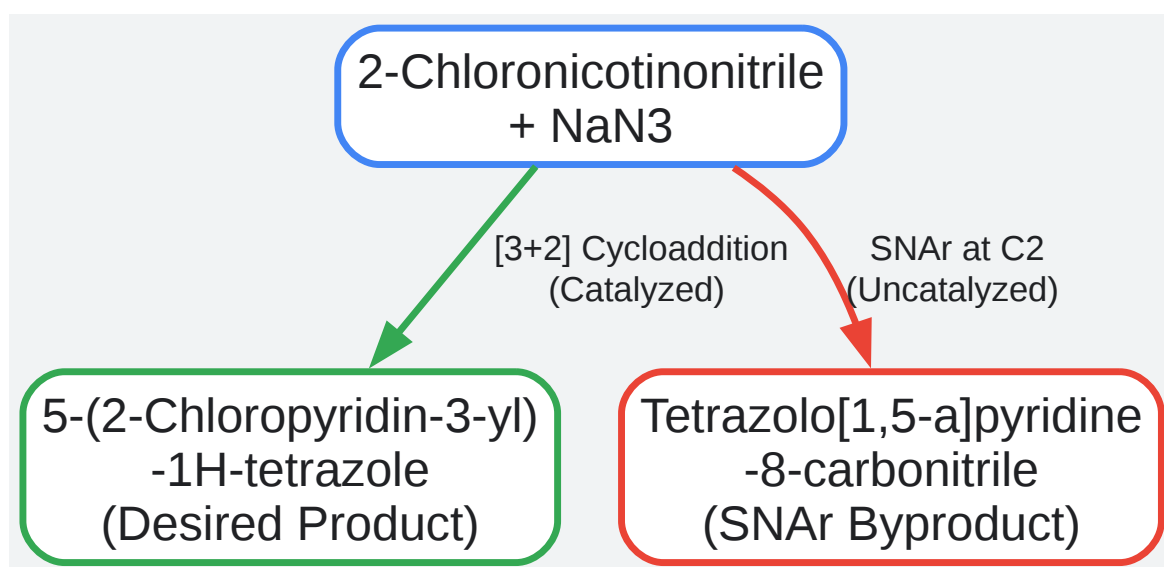 2-Chloronicotinonitrile
+ NaN3
[3+2] Cycloaddition
(Catalyzed)
SNAr at C2
(Uncatalyzed)
5-(2-Chloropyridin-3-yl)
-1H-tetrazole
(Desired Product)
Tetrazolo[1,5-a]pyridine
-8-carbonitrile
(SNAr Byproduct)